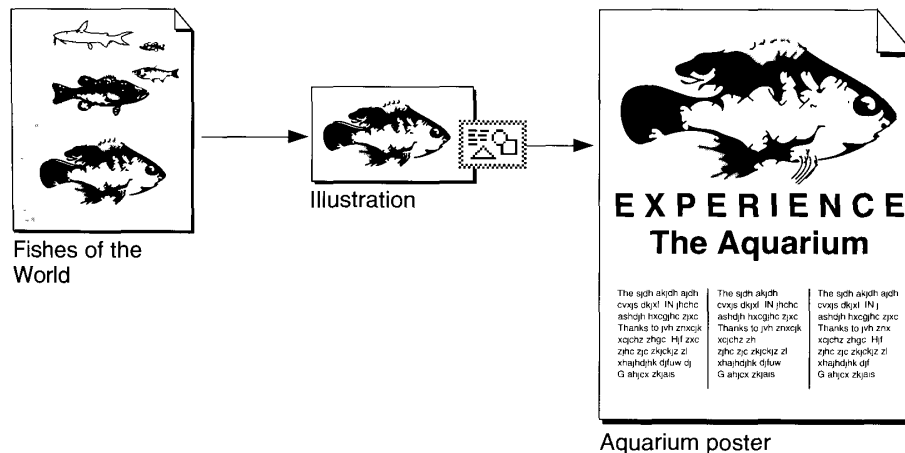 Fishes of the
World
Illustration
EXPERIENCE
The Aquarium
The sjdh akjdh ajdh
cvxjs dkjxl IN jhchc
ashdjh hxcgjhc zjxc
Thanks to jvh znxcjk
xcjchz zhgc Hjf zxc
zjhc zjc zkjckjz zl
xhajhdjhk djfuw dj
G ahjcx zkjais
The sjdh akjdh
cvxjs dkjxl IN jhchc
ashdjh hxcgjhc zjxc
Thanks to jvh znxcjk
xcjchz zh
zjhc zjc zkjckjz zl
xhajhdjhk djfuw
G ahjcx zkjais
The sjdh akjdh ajdh
cvxjs dkjxl IN j
ashdjh hxcgjhc zjxc
Thanks to jvh znx
xcjchz zhgc Hjf
zjhc zjc zkjckjz zl
xhajhdjhk djf
G ahjcx zkjais
Aquarium poster